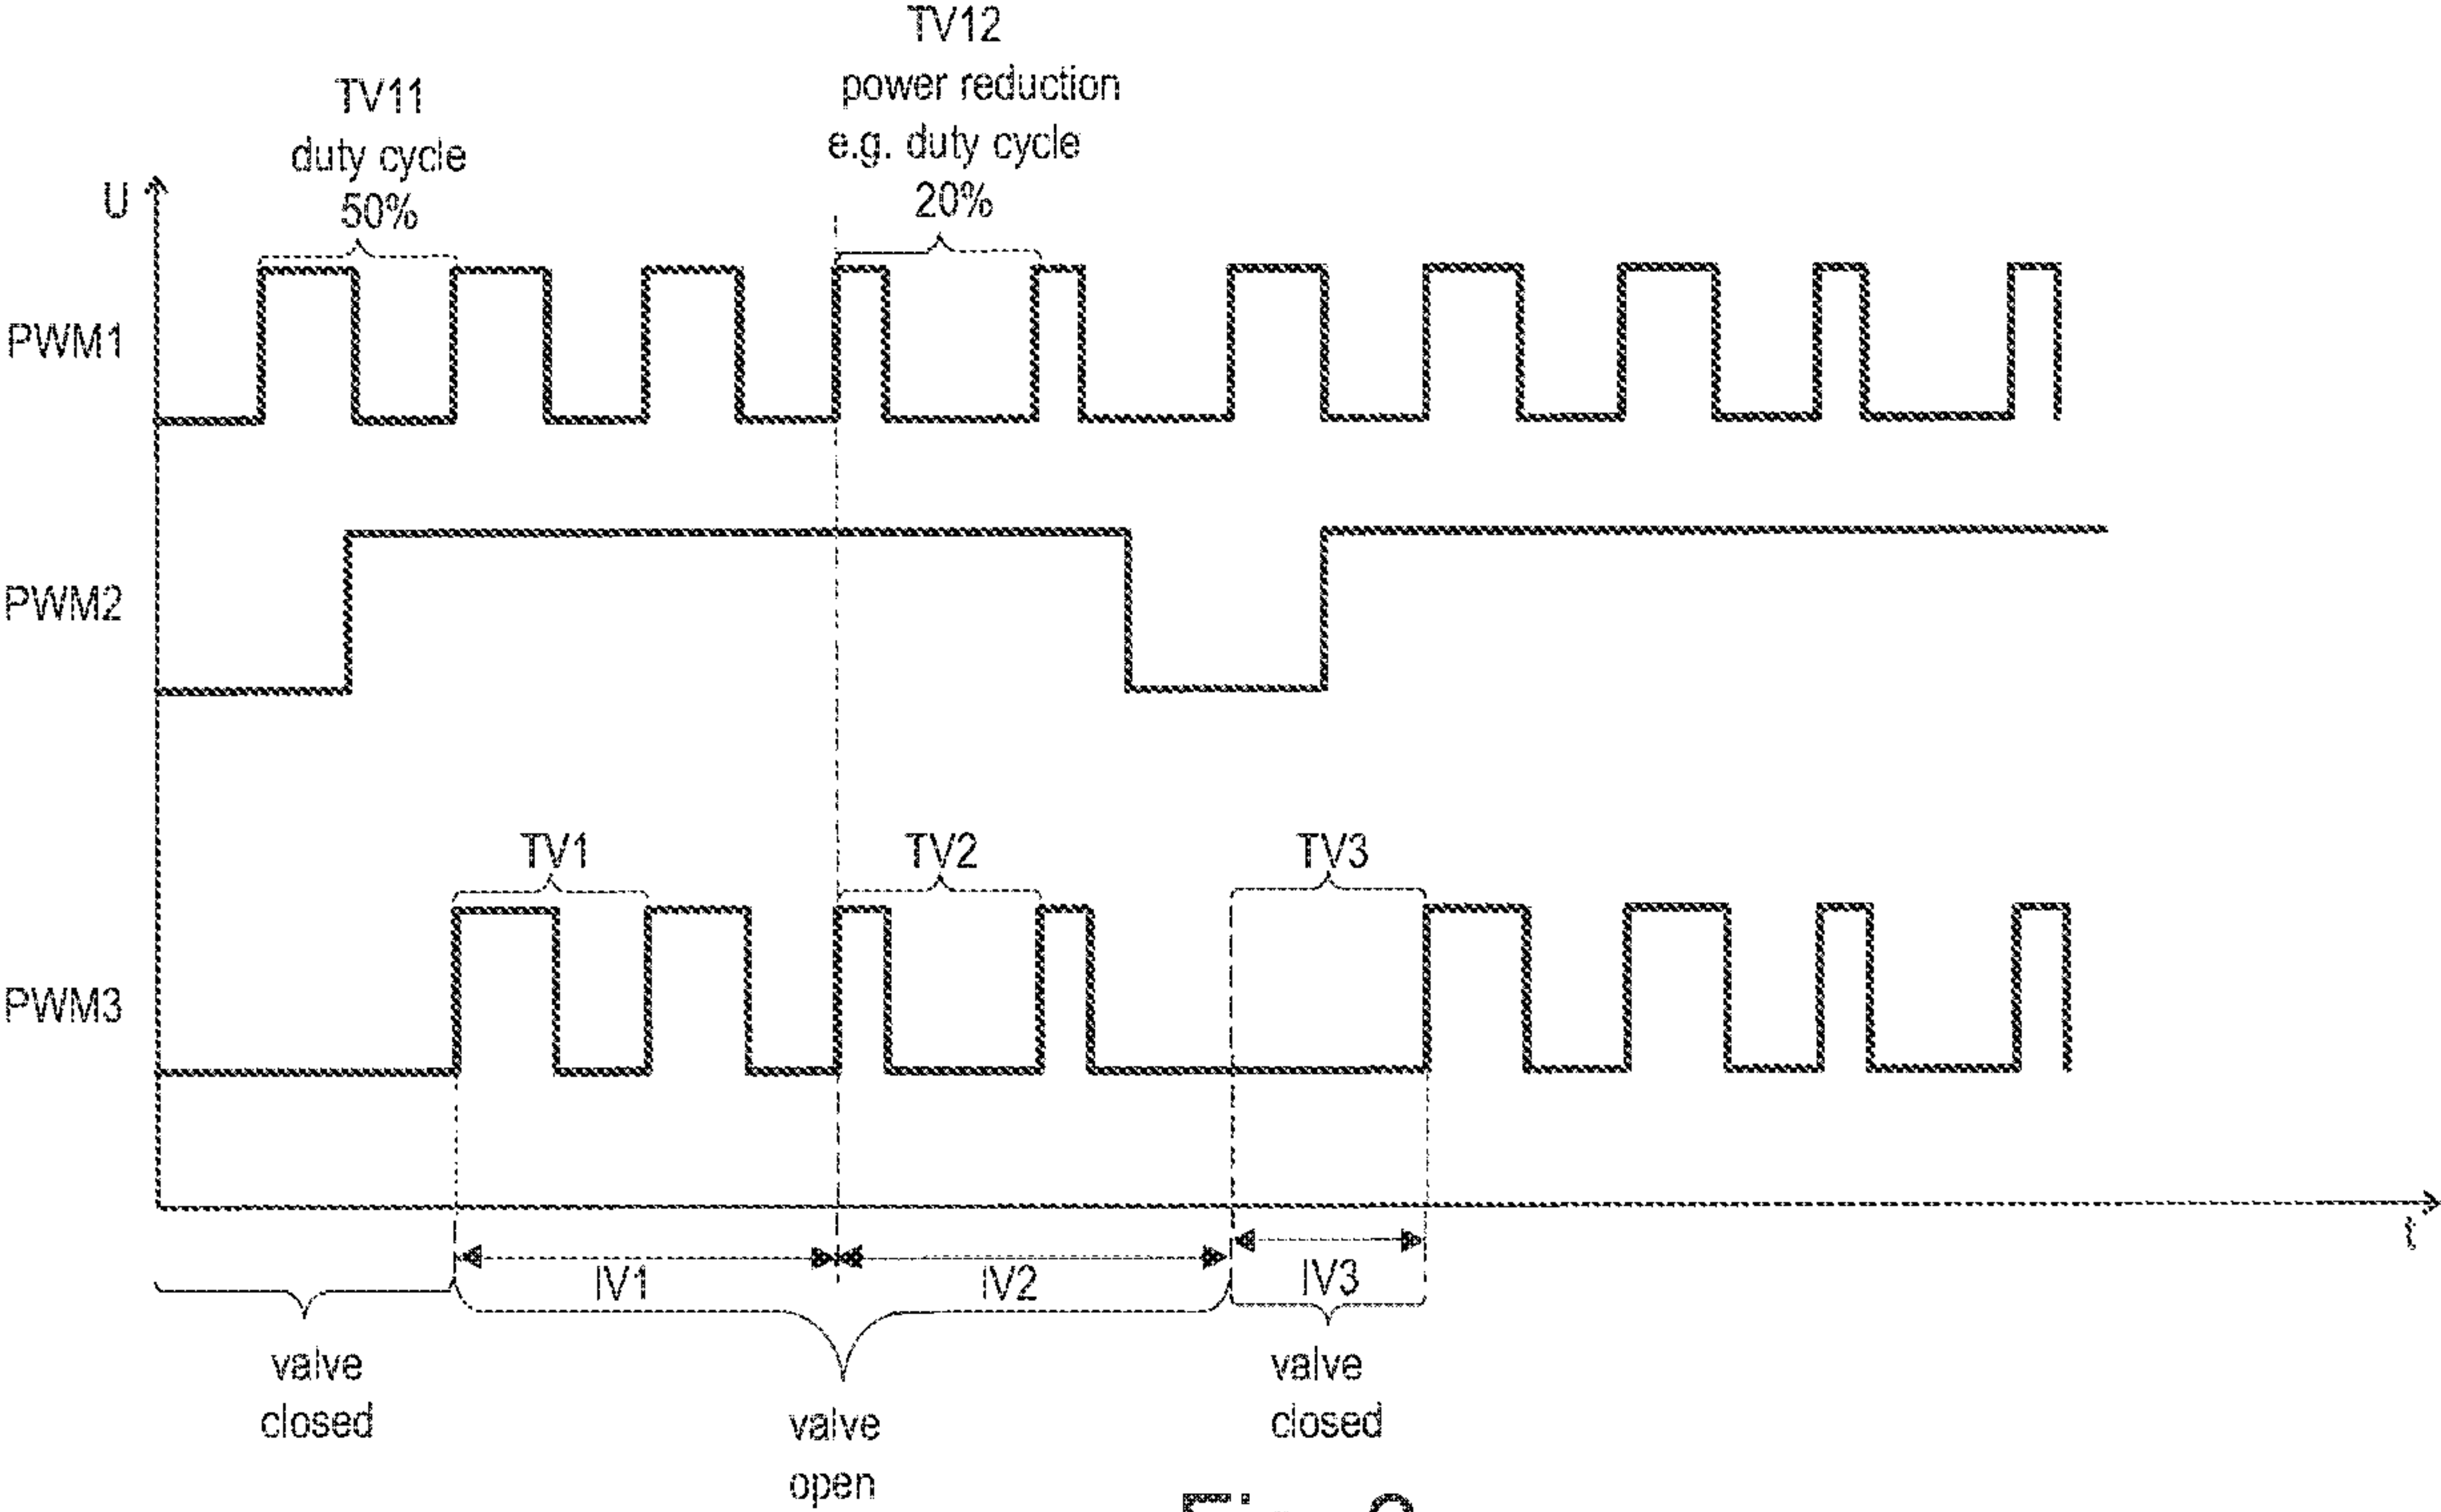 TV12
power reduction
e.g. duty cycle
20%
TV11
duty cycle
50%
U
PWM1
PWM2
TV1
TV2
TV3
PWM3
t
IV1
IV2
IV3
valve
closed
valve
open
valve
closed